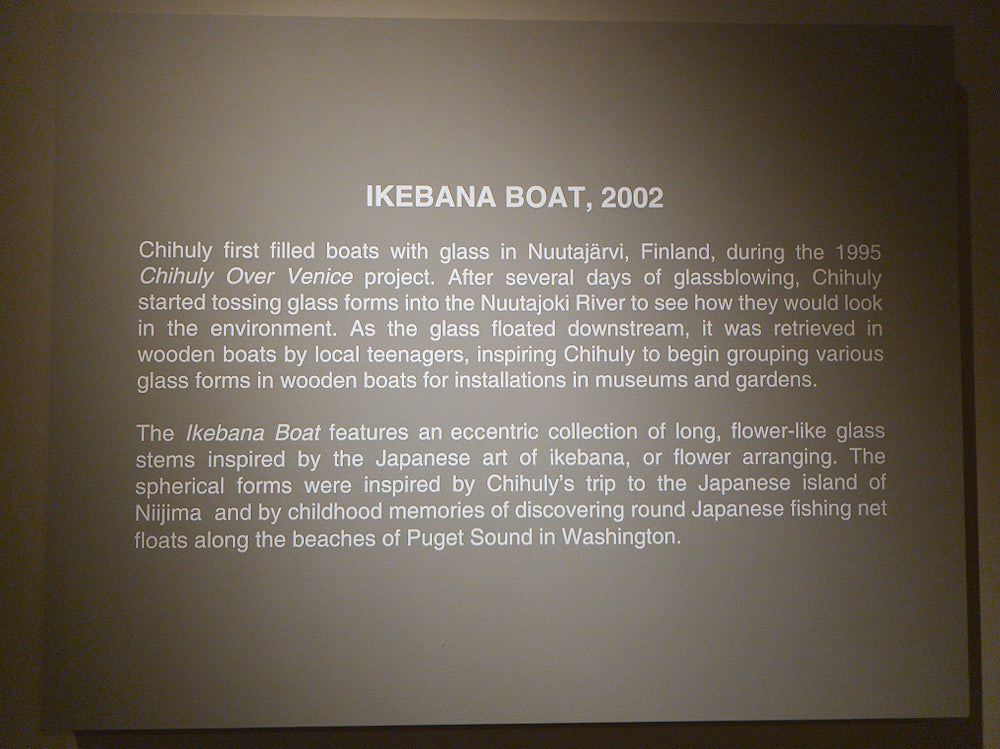 IKEBANA BOAT, 2002
Chihuly first filled boats with glass in Nuutajärvi, Finland, during the 1995
Chihuly Over Venice project. After several days of glassblowing, Chihuly
started tossing glass forms into the Nuutajoki River to see how they would look
in the environment. As the glass floated downstream, it was retrieved in
wooden boats by local teenagers, inspiring Chihuly to begin grouping various
glass forms in wooden boats for installations in museums and gardens.
The Ikebana Boat features an eccentric collection of long, flower-like glass
stems inspired by the Japanese art of ikebana, or flower arranging. The
spherical forms were inspired by Chihuly's trip to the Japanese island of
Niijima and by childhood memories of discovering round Japanese fishing net
floats along the beaches of Puget Sound in Washington.